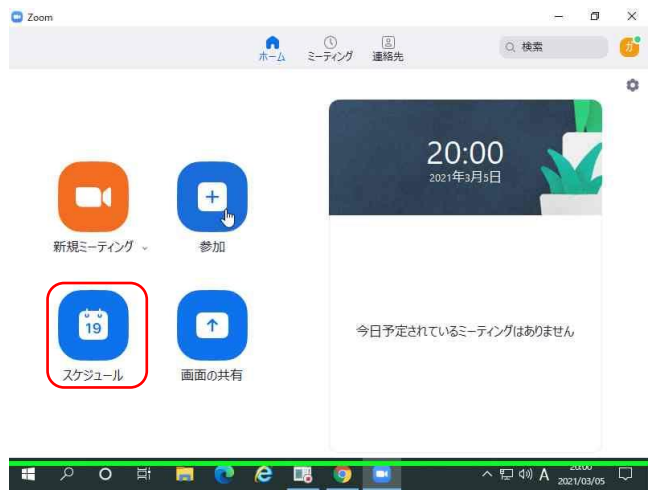 Zoom
ホーム
ミーティング
連絡先
検索
が
20:00
2021年3月5日
新規ミーティング
参加
19
スケジュール
画面の共有
今日予定されているミーティングはありません
A
20:00
2021/03/05